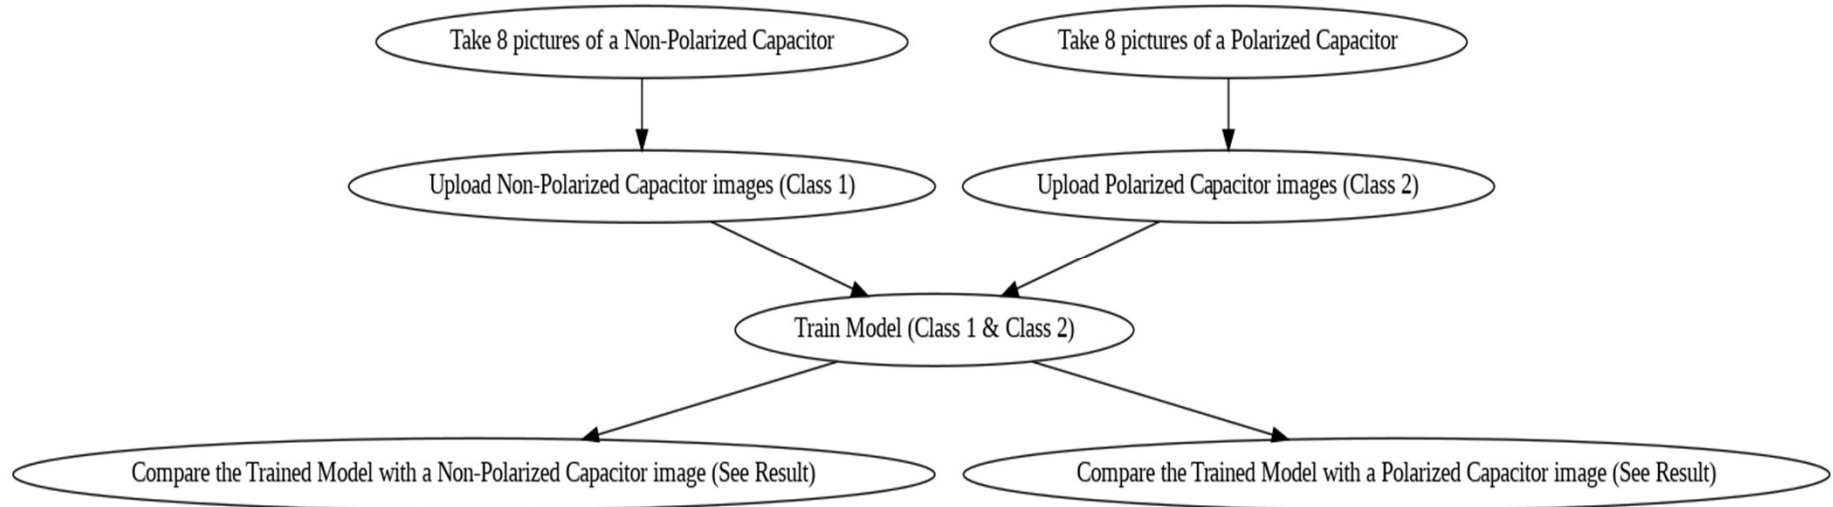 Take 8 pictures of a Non-Polarized Capacitor
Take 8 pictures of a Polarized Capacitor
Upload Non-Polarized Capacitor images (Class 1)
Upload Polarized Capacitor images (Class 2)
Train Model (Class 1 & Class 2)
Compare the Trained Model with a Non-Polarized Capacitor image (See Result)
Compare the Trained Model with a Polarized Capacitor image (See Result)